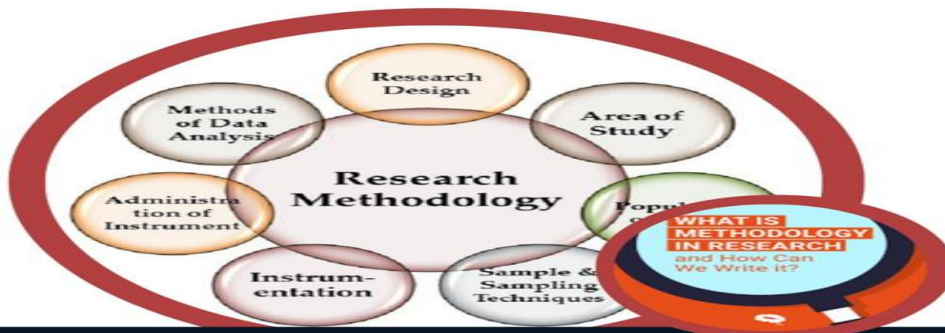 Research
Design
Methods
of Data
Analysis
Area of
Study
Research
Methodology
Administra
tion of
Instrument
WHAT IS
METHODOLOGY
IN RESEARCH
and How Can
We Write it?
Instrum-
entation
Sample &
Sampling
Techniques